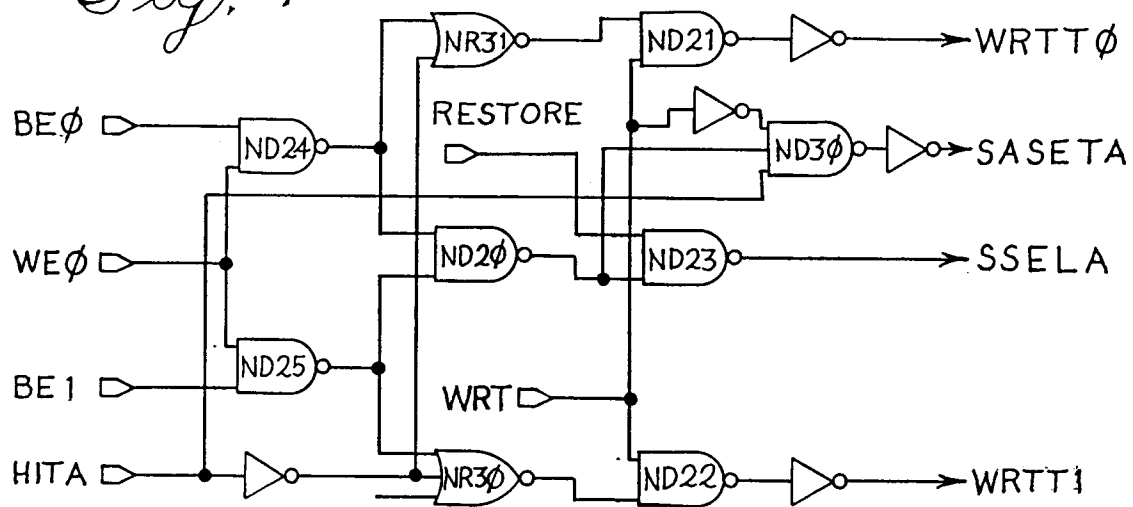 Fig.
NR31 ND21 WRTTØ
BEØ RESTORE
ND24 ND3Ø SASETA
WEØ ND2Ø ND23 SSELA
ND25
BE1 WRT
HITA NR3Ø ND22 WRTT1